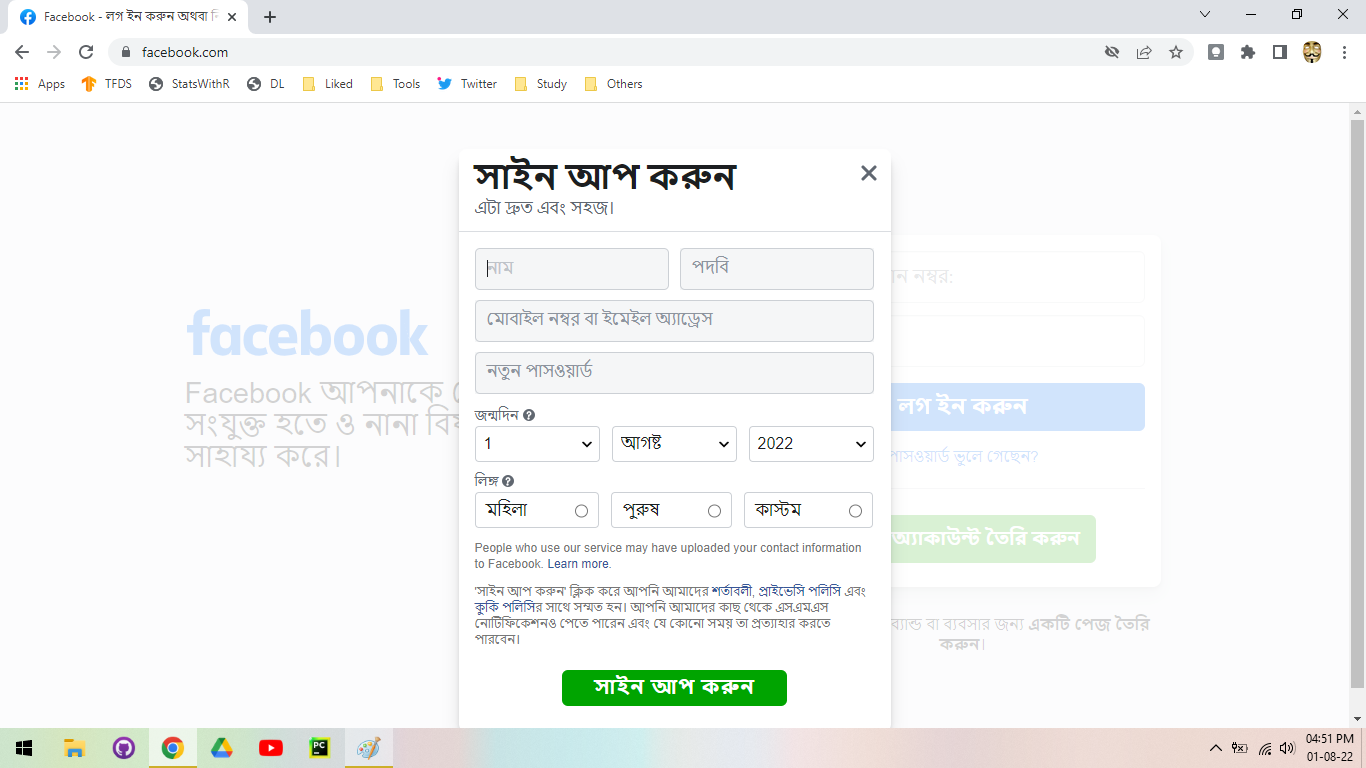 Facebook - লগ ইন করুন অথবা
facebook.com
Apps TFDS StatsWithR DL Liked Tools Twitter Study Others
সাইন আপ করুন
এটা দ্রুত এবং সহজ।
নাম পদবি
মোবাইল নম্বর বা ইমেইল অ্যাড্রেস
নতুন পাসওয়ার্ড
জন্মদিন
1 আগষ্ট 2022
লিঙ্গ
মহিলা পুরুষ কাস্টম
People who use our service may have uploaded your contact information
to Facebook. Learn more.
'সাইন আপ করুন' ক্লিক করে আপনি আমাদের শর্তাবলী, প্রাইভেসি পলিসি এবং
কুকি পলিসির সাথে সম্মত হন। আপনি আমাদের কাছ থেকে এসএমএস
নোটিফিকেশনও পেতে পারেন এবং যে কোনো সময় তা প্রত্যাহার করতে
পারবেন।
সাইন আপ করুন
facebook
Facebook আপনাকে
সংযুক্ত হতে ও নানা
সাহায্য করে।
নম্বর:
লগ ইন করুন
পাসওয়ার্ড ভুলে গেছেন?
অ্যাকাউন্ট তৈরি করুন
বা ব্যবসার জন্য একটি পেজ তৈরি
করুন।
PC
04:51 PM
01-08-22